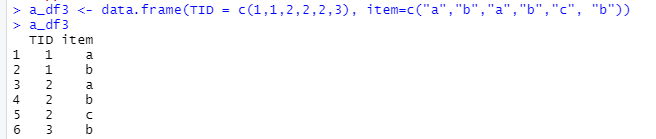 > a_df3 <- data.frame(TID = c(1,1,2,2,2,3), item=c("a","b","a","b","c", "b"))
> a_df3
  TID item
1   1    a
2   1    b
3   2    a
4   2    b
5   2    c
6   3    b